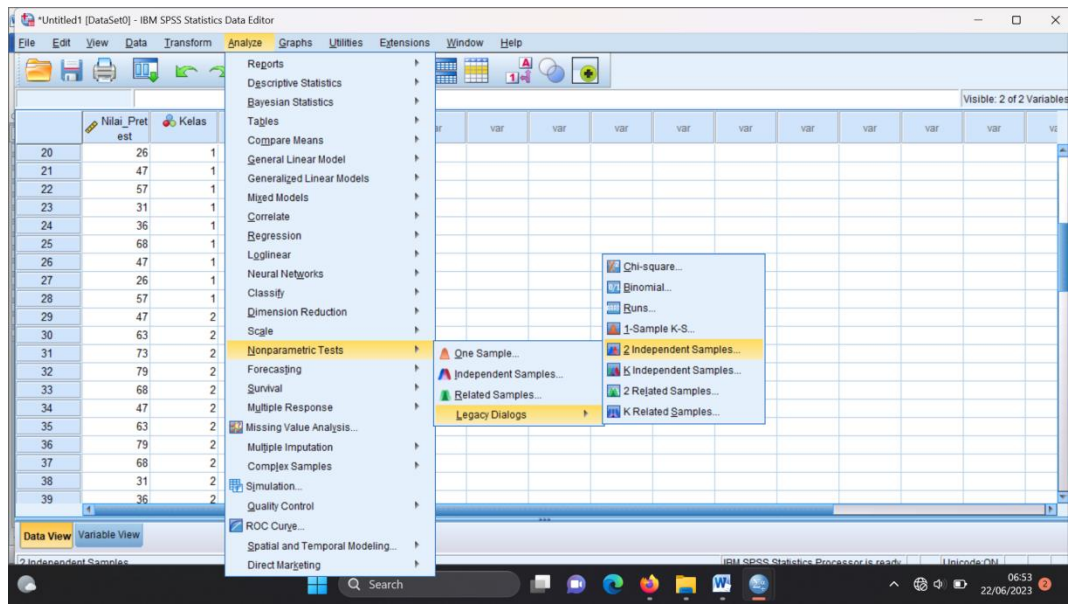 *Untitled1 [DataSet0] - IBM SPSS Statistics Data Editor
File Edit View Data Transform Analyze Graphs Utilities Extensions Window Help
Visible: 2 of 2 Variables
Nilai_Pretest Kelas var var var var var var var var var var
20 26 1
21 47 1
22 57 1
23 31 1
24 36 1
25 68 1
26 47 1
27 26 1
28 57 1
29 47 2
30 63 2
31 73 2
32 79 2
33 68 2
34 47 2
35 63 2
36 79 2
37 68 2
38 31 2
39 36 2
Reports
Descriptive Statistics
Bayesian Statistics
Tables
Compare Means
General Linear Model
Generalized Linear Models
Mixed Models
Correlate
Regression
Loglinear
Neural Networks
Classify
Dimension Reduction
Scale
Nonparametric Tests
Forecasting
Survival
Multiple Response
Missing Value Analysis...
Multiple Imputation
Complex Samples
Simulation...
Quality Control
ROC Curve...
Spatial and Temporal Modeling...
Direct Marketing
One Sample...
Independent Samples...
Related Samples...
Legacy Dialogs
Chi-square...
Binomial...
Runs...
1-Sample K-S...
2 Independent Samples...
K Independent Samples...
2 Related Samples...
K Related Samples...
Data View Variable View
2 Independent Samples IBM SPSS Statistics Processor is ready Unicode:ON
Search
06:53
22/06/2023 2